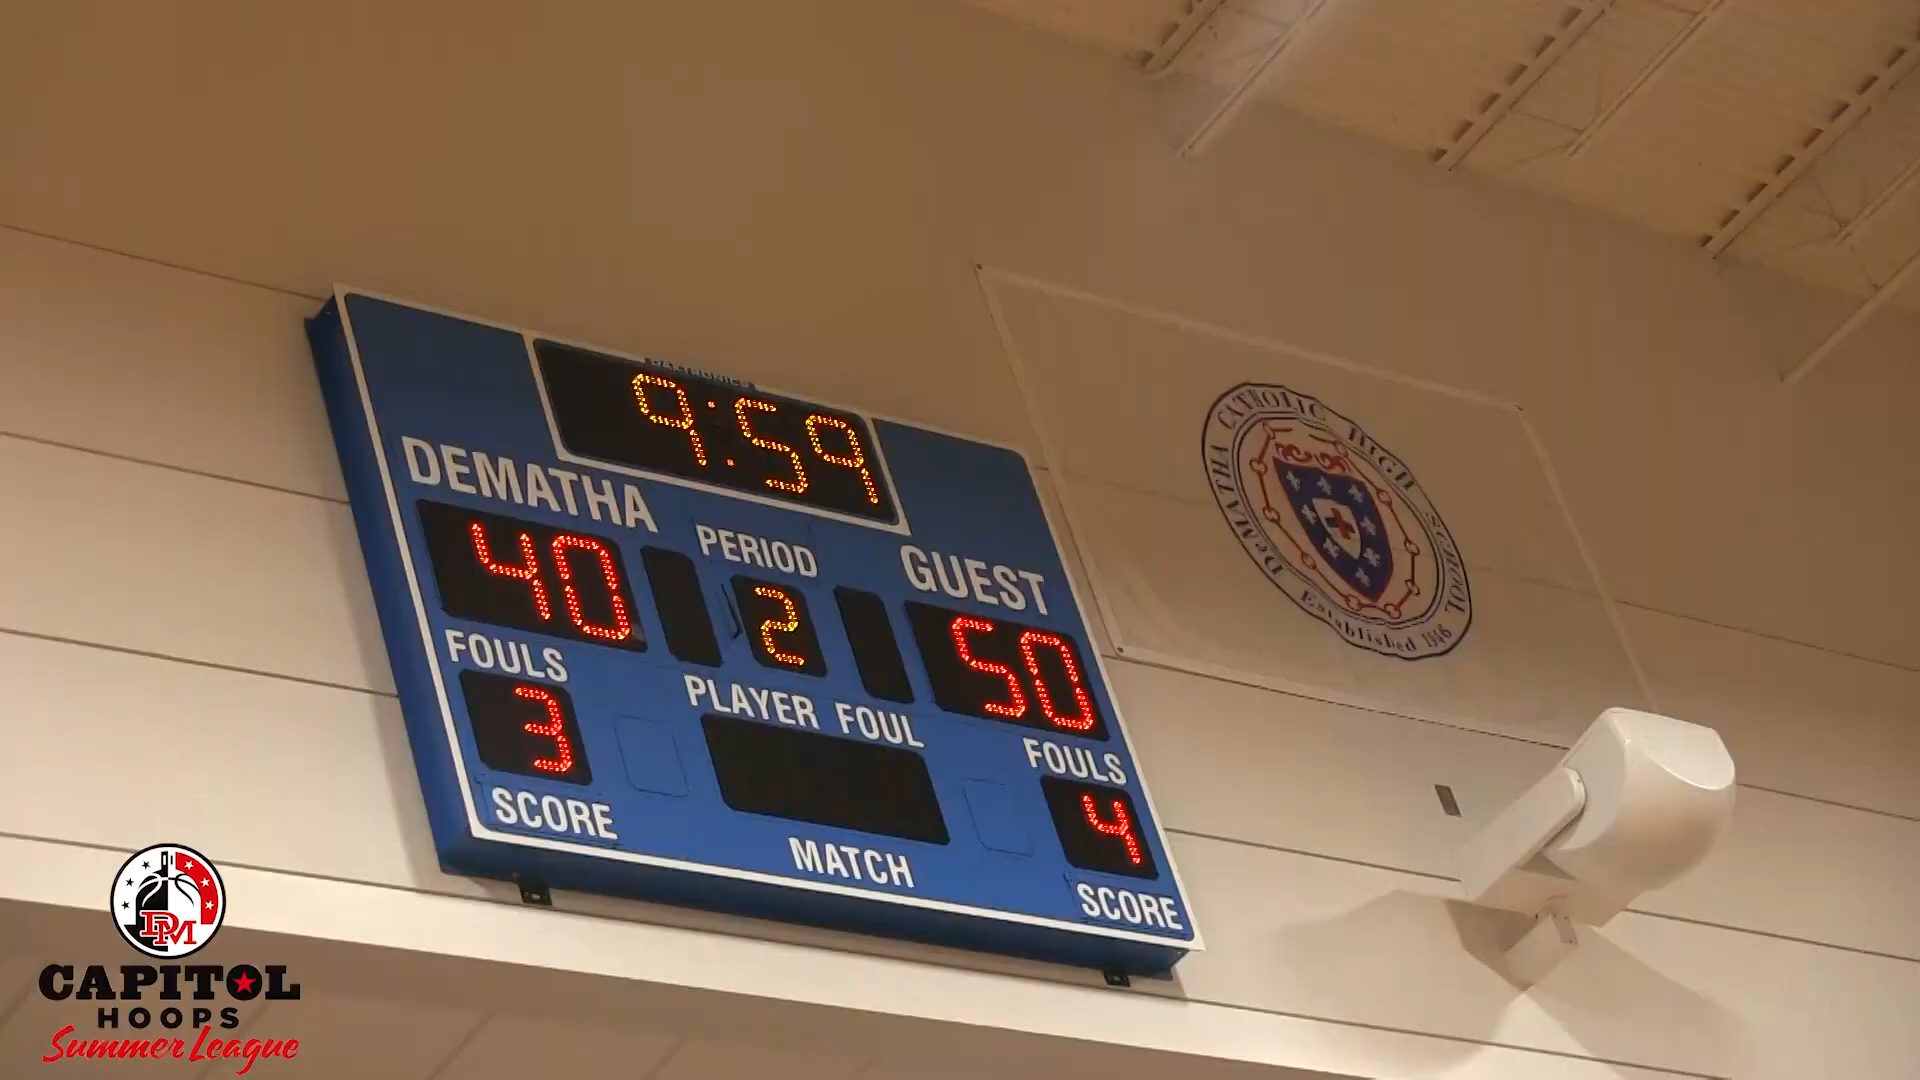 DAKTRONICS
9:59
DEMATHA
PERIOD
GUEST
40
2
50
FOULS
PLAYER FOUL
FOULS
3
4
SCORE
MATCH
SCORE
DeMATHA CATHOLIC HIGH SCHOOL
Established 1946
DM
CAPITOL
HOOPS
Summer League